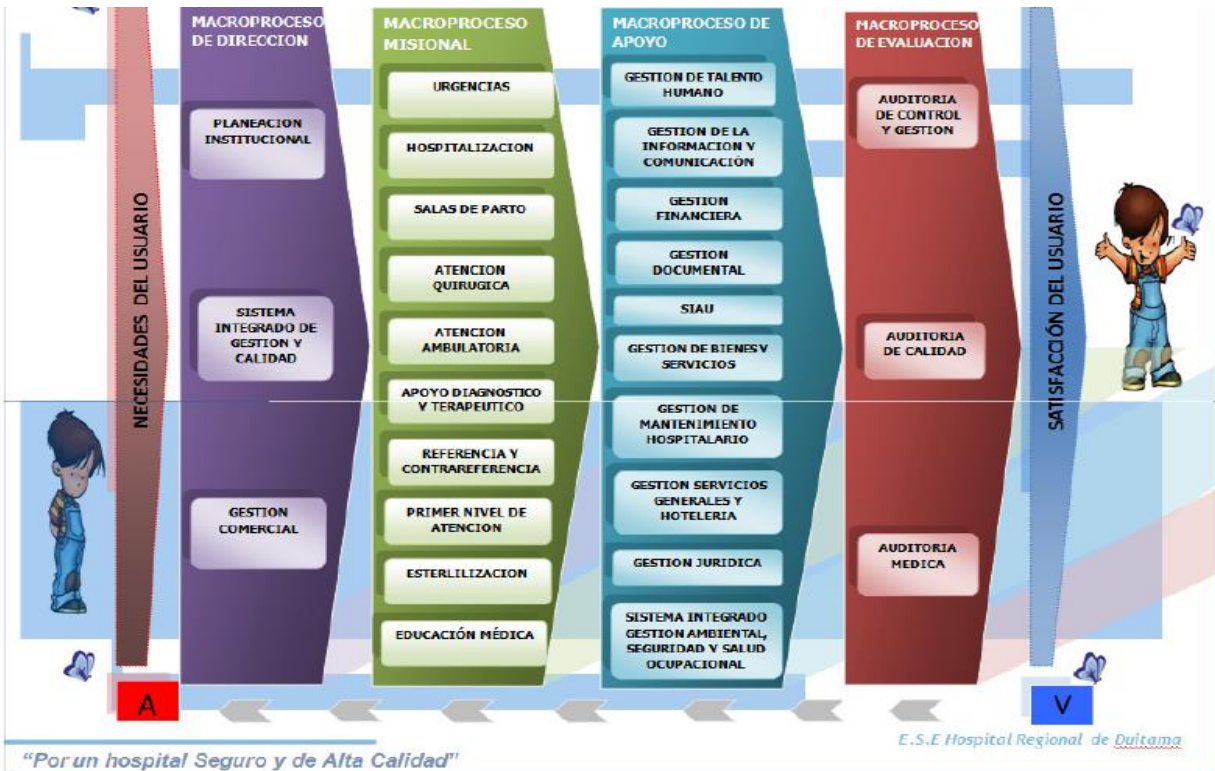 NECESIDADES DEL USUARIO
MACROPROCESO
DE DIRECCION
PLANEACION
INSTITUCIONAL
SISTEMA
INTEGRADO DE
GESTION Y
CALIDAD
GESTION
COMERCIAL
MACROPROCESO
MISIONAL
URGENCIAS
HOSPITALIZACION
SALAS DE PARTO
ATENCION
QUIRUGICA
ATENCION
AMBULATORIA
APOYO DIAGNOSTICO
Y TERAPEUTICO
REFERENCIA Y
CONTRAREFERENCIA
PRIMER NIVEL DE
ATENCION
ESTERLILIZACION
EDUCACIÓN MÉDICA
MACROPROCESO DE
APOYO
GESTION DE TALENTO
HUMANO
GESTION DE LA
INFORMACION Y
COMUNICACIÓN
GESTION
FINANCIERA
GESTION
DOCUMENTAL
SIAU
GESTION DE BIENES Y
SERVICIOS
GESTION DE
MANTENIMIENTO
HOSPITALARIO
GESTION SERVICIOS
GENERALES Y
HOTELERIA
GESTION JURIDICA
SISTEMA INTEGRADO
GESTION AMBIENTAL,
SEGURIDAD Y SALUD
OCUPACIONAL
MACROPROCESO
DE EVALUACION
AUDITORIA
DE CONTROL
Y GESTION
AUDITORIA
DE CALIDAD
AUDITORIA
MEDICA
SATISFACCIÓN DEL USUARIO
A
V
E.S.E Hospital Regional de Duitama
"Por un hospital Seguro y de Alta Calidad"